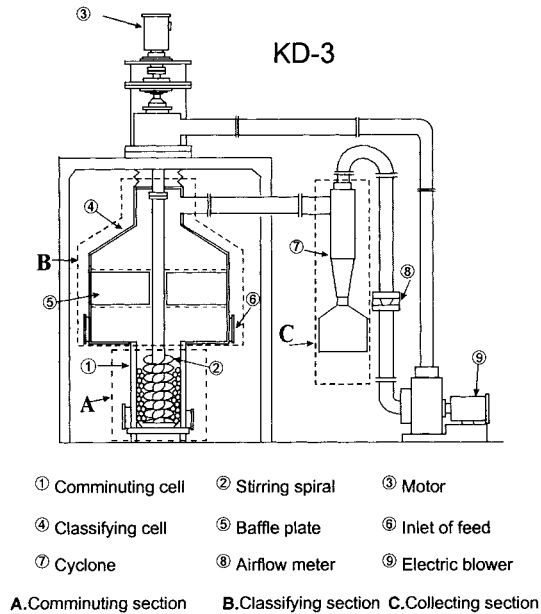 ③
KD-3
④
B
⑦
⑧
⑤
⑥
C
⑨
①
②
A
① Comminuting cell ② Stirring spiral ③ Motor
④ Classifying cell ⑤ Baffle plate ⑥ Inlet of feed
⑦ Cyclone ⑧ Airflow meter ⑨ Electric blower
A.Comminuting section B.Classifying section C.Collecting section